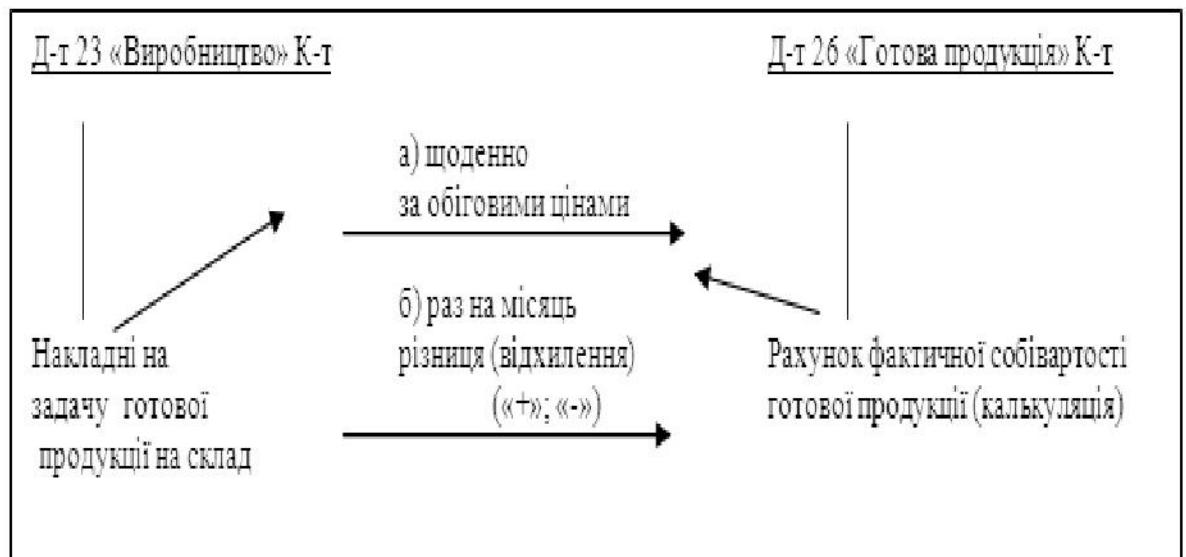 Д-т 23 «Виробництво» К-т
Д-т 26 «Готова продукція» К-т
а) щоденно
за обіговими цінами
б) раз на місяць
різниця (відхилення)
(«+»; «-»)
Накладні на
задачу готової
продукції на склад
Рахунок фактичної собівартості
готової продукції (калькуляція)